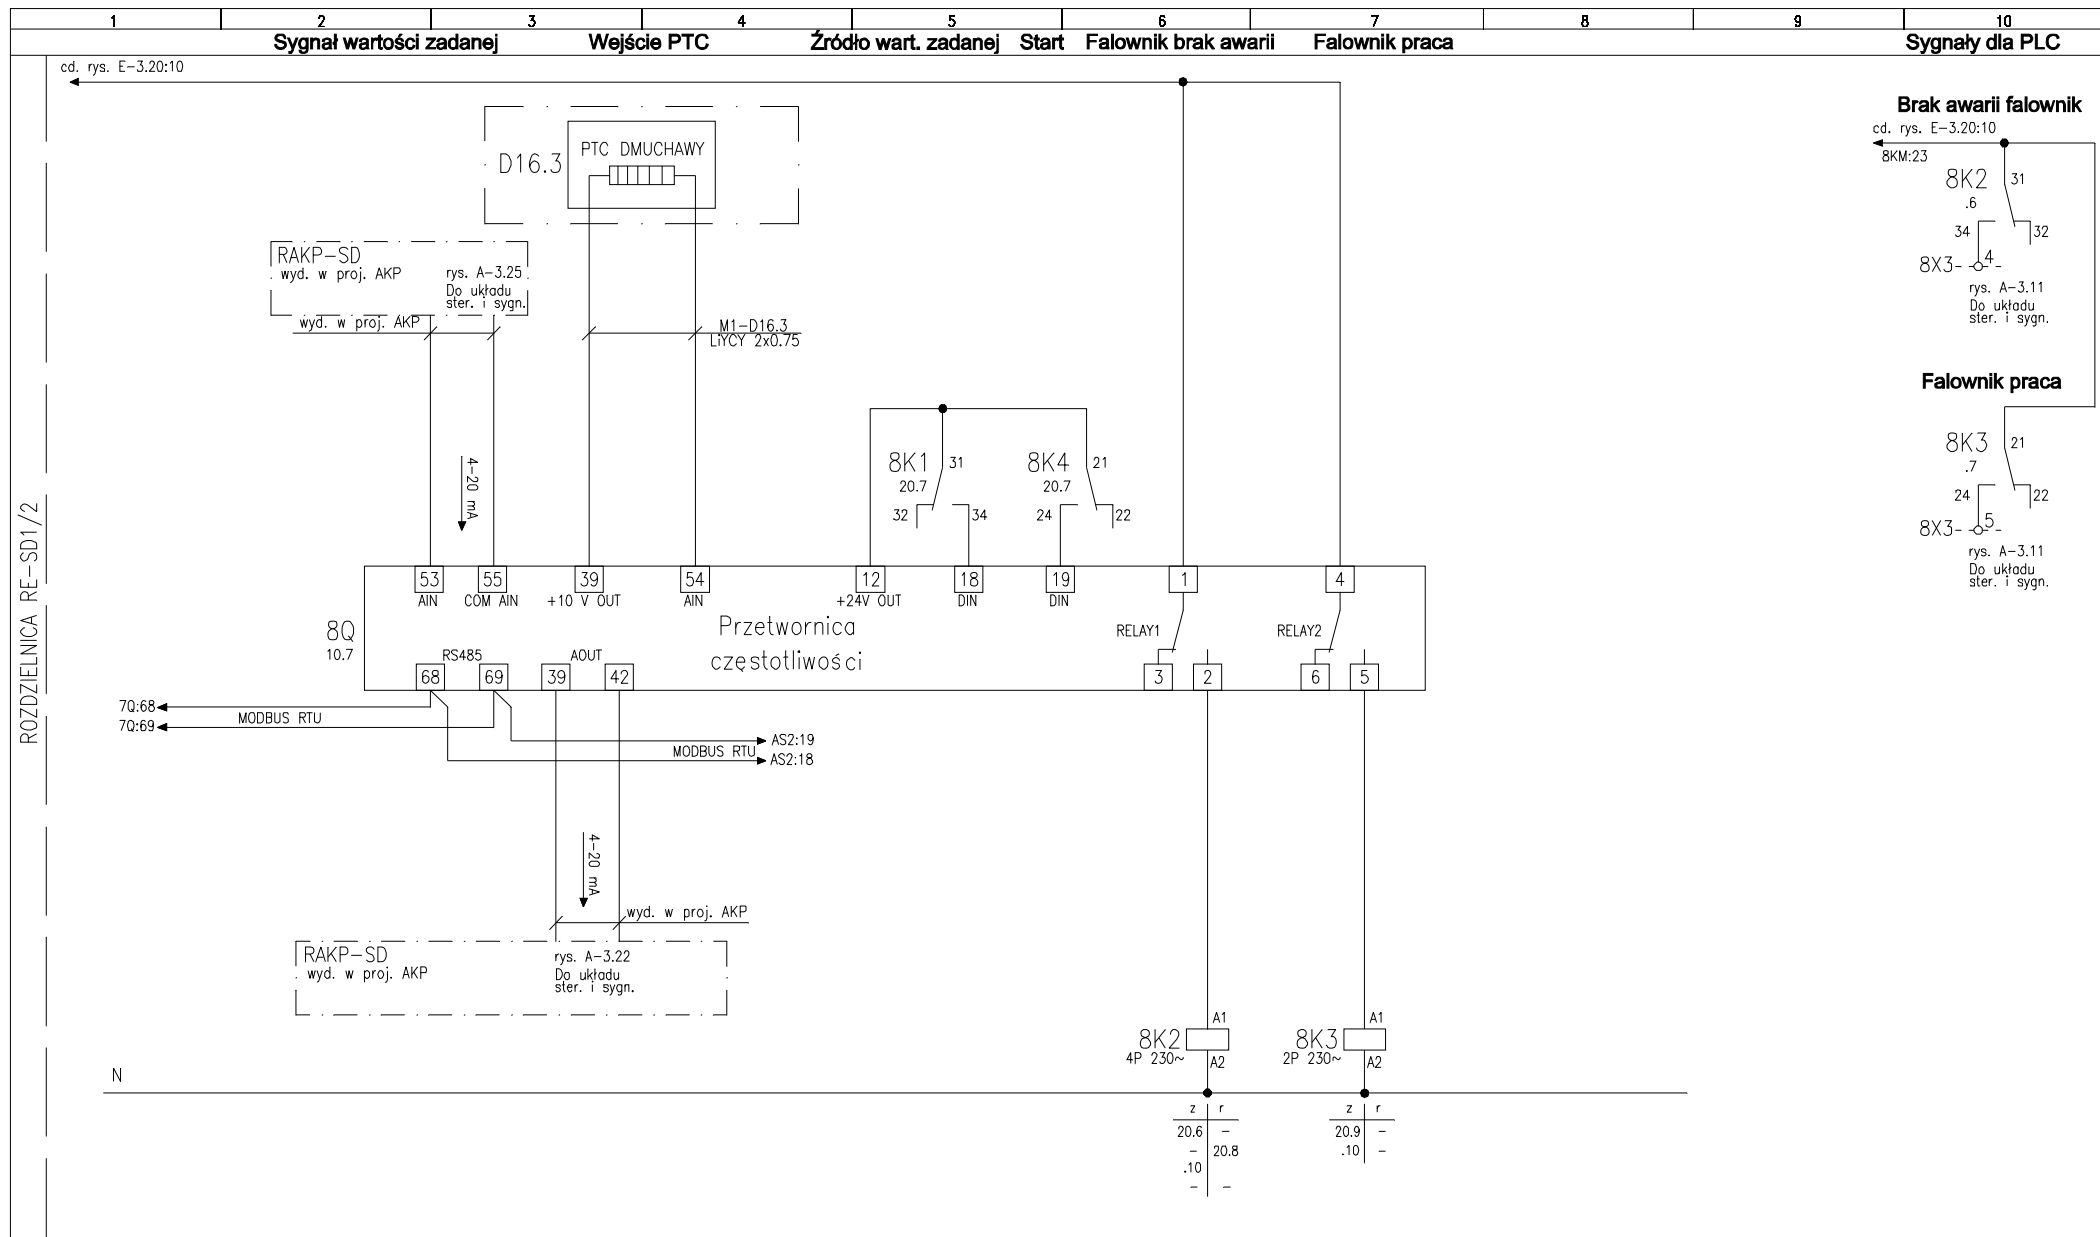 1 2 3 4 5 6 7 8 9 10
Sygnał wartości zadanej Wejście PTC Źródło wart. zadanej Start Falownik brak awarii Falownik praca Sygnały dla PLC
cd. rys. E-3.20:10
Brak awarii falownik
cd. rys. E-3.20:10
8KM:23
8K2 31
.6
34 32
8X3- 4
rys. A-3.11
Do układu
ster. i sygn.
Falownik praca
8K3 21
.7
24 22
8X3- 5
rys. A-3.11
Do układu
ster. i sygn.
D16.3
PTC DMUCHAWY
RAKP-SD
wyd. w proj. AKP
rys. A-3.25
Do układu
ster. i sygn.
wyd. w proj. AKP
M1-D16.3
LiYCY 2x0.75
4-20 mA
8K1 31
20.7
32 34
8K4 21
20.7
24 22
ROZDZIELNICA RE-SD1/2
53 55 39 54 12 18 19 1 4
AIN COM AIN +10 V OUT AIN +24V OUT DIN DIN
8Q
10.7
Przetwornica
częstotliwości
RELAY1 RELAY2
RS485 AOUT
68 69 39 42 3 2 6 5
7Q:68
7Q:69
MODBUS RTU
AS2:19
MODBUS RTU
AS2:18
4-20 mA
wyd. w proj. AKP
RAKP-SD
wyd. w proj. AKP
rys. A-3.22
Do układu
ster. i sygn.
8K2 A1
4P 230~ A2
8K3 A1
2P 230~ A2
N
z r
20.6 -
- 20.8
.10
- -
z r
20.9 -
.10 -